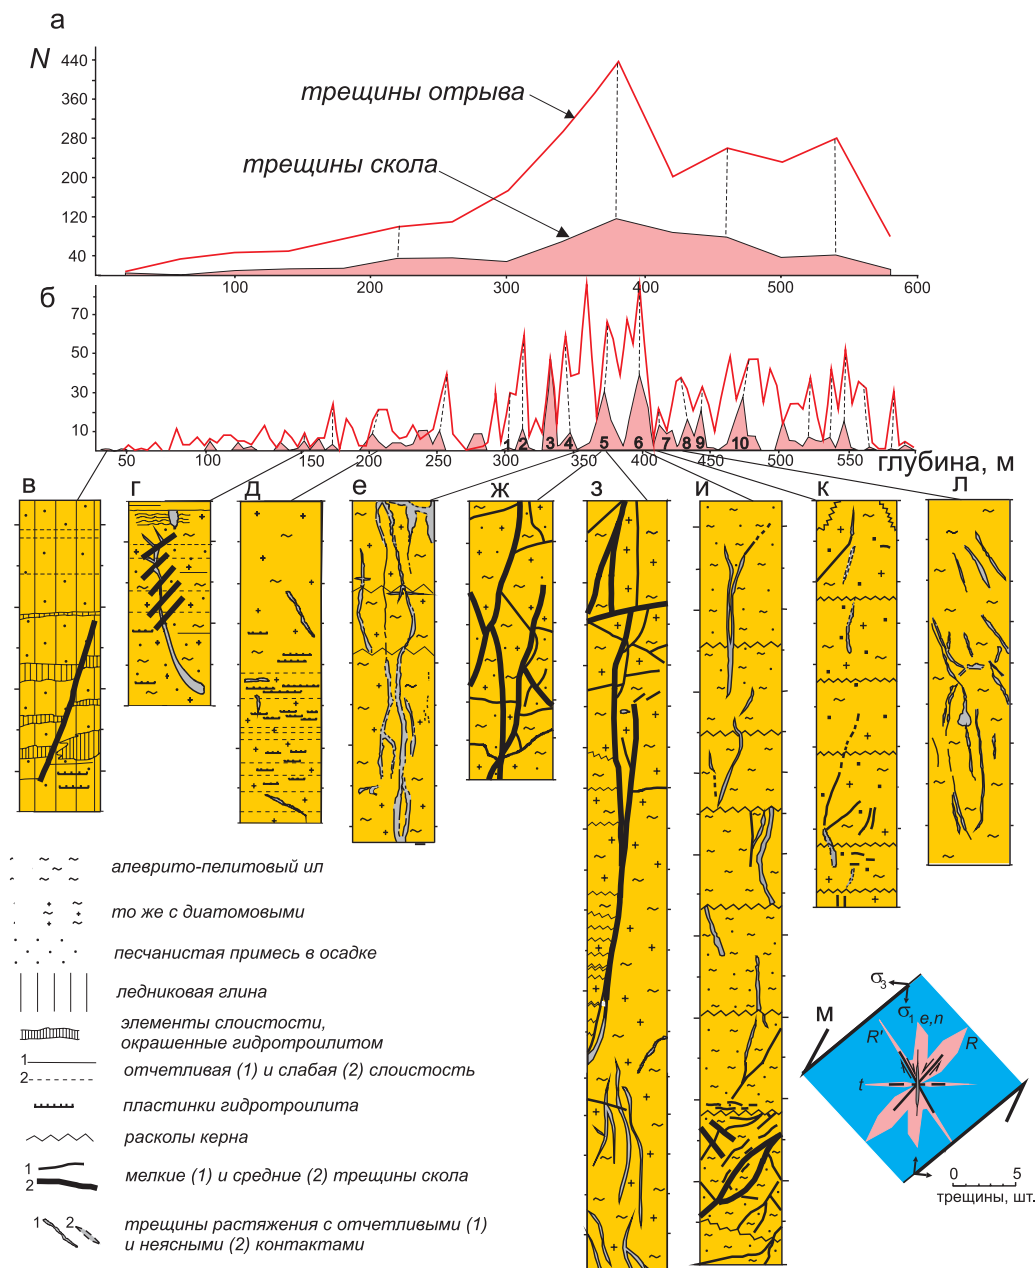 а
N
440
360
280
200
120
40
трещины отрыва
трещины скола
100 200 300 400 500 600
б
70
50
30
10
1 2 3 4 5 6 7 8 9 10
50 100 150 200 250 300 350 400 450 500 550
глубина, м
в г д е ж з и к л
алеврито-пелитовый ил
то же с диатомовыми
песчанистая примесь в осадке
ледниковая глина
элементы слоистости,
окрашенные гидротроилитом
1
2
отчетливая (1) и слабая (2) слоистость
пластинки гидротроилита
расколы керна
1
2
мелкие (1) и средние (2) трещины скола
1 2
трещины растяжения с отчетливыми (1)
и неясными (2) контактами
м
σ3
σ1
e,n
R'
R
t
0 5
трещины, шт.